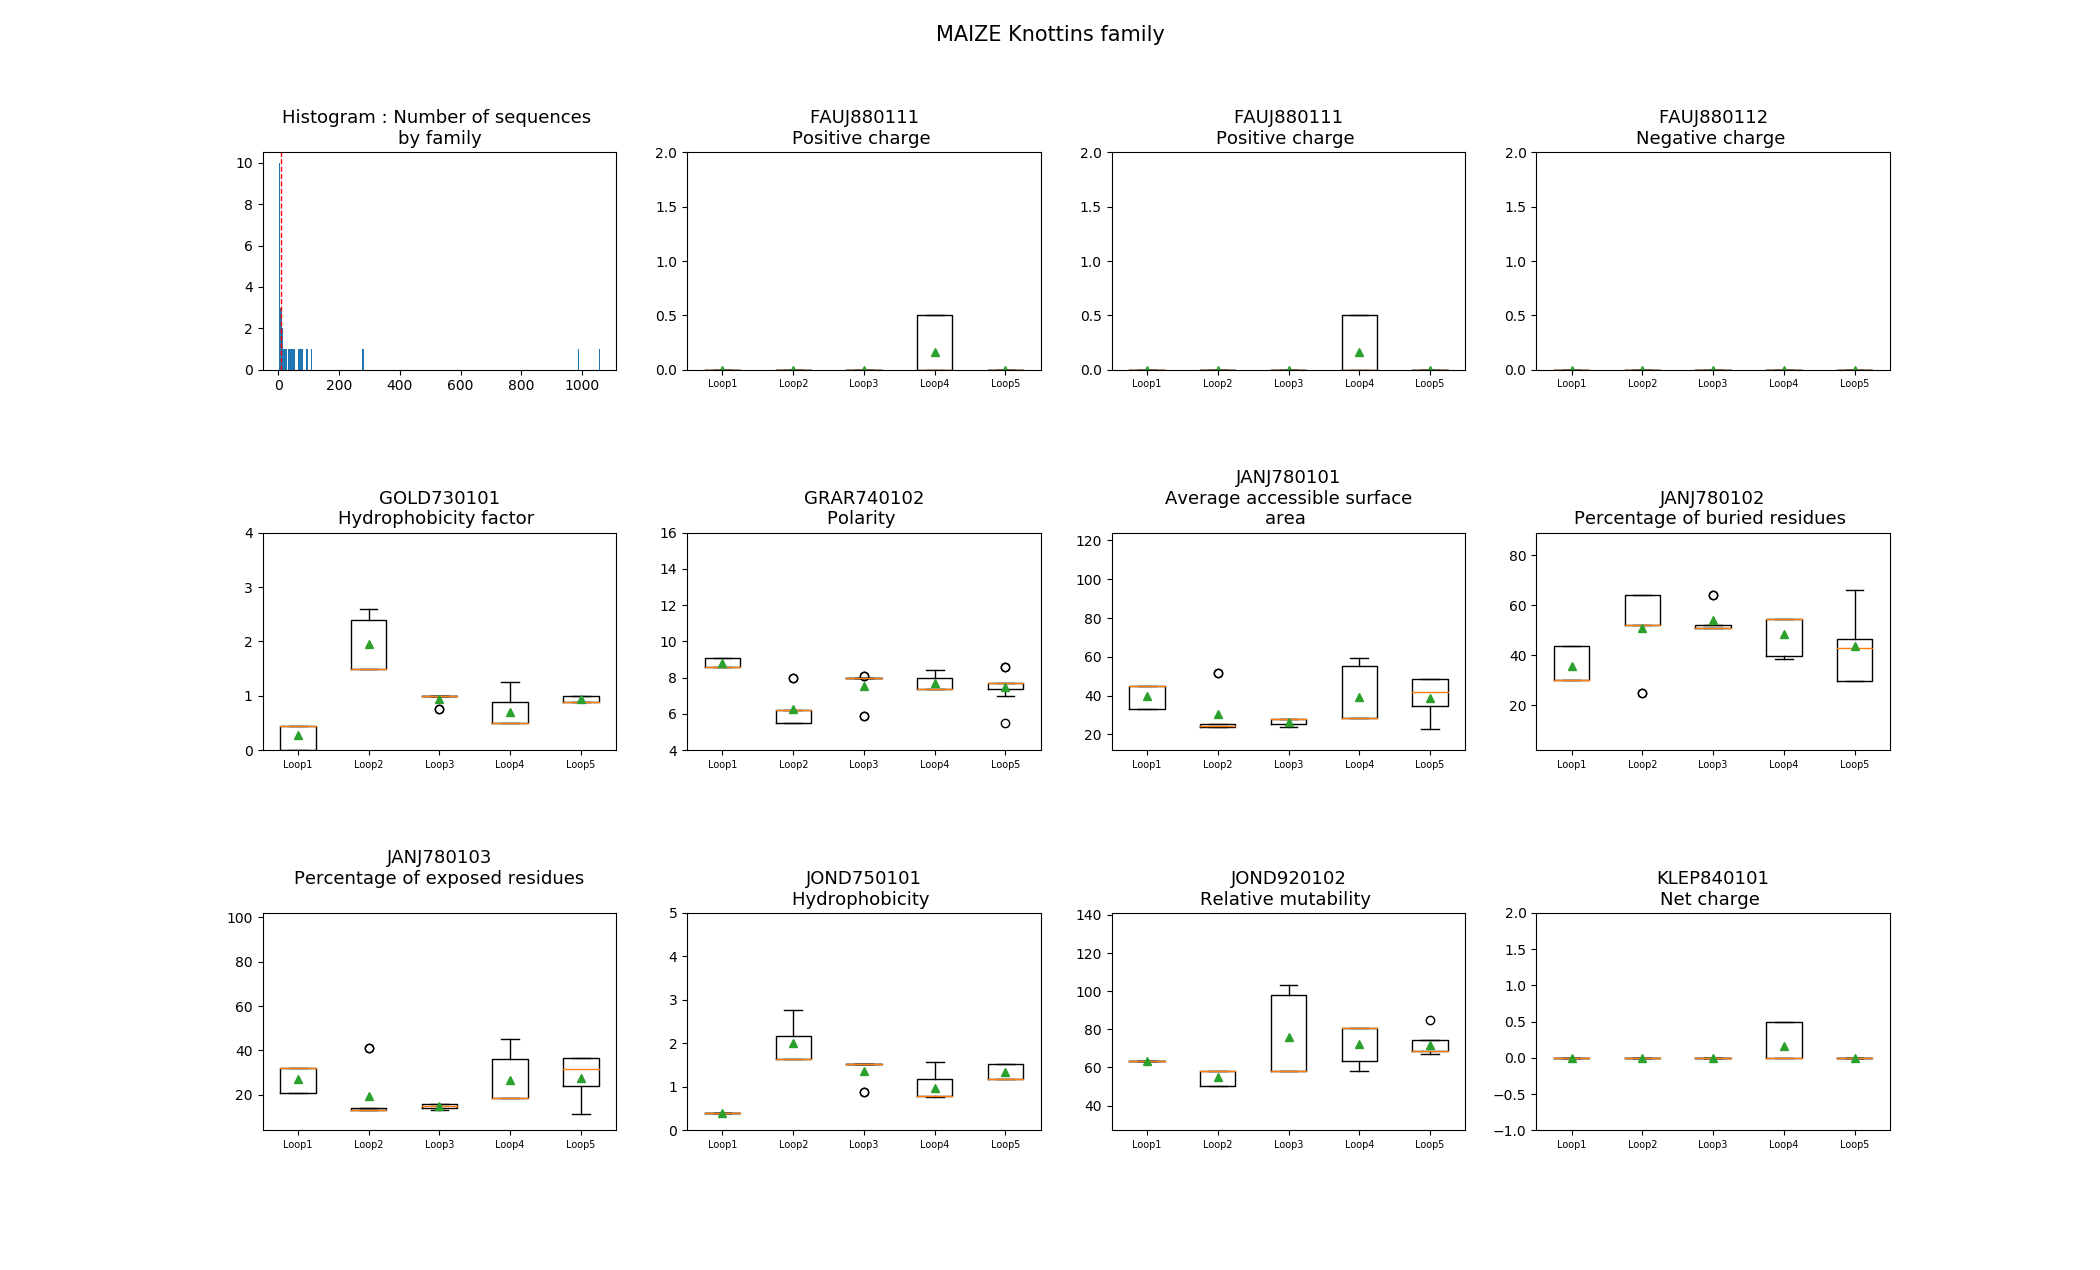 MAIZE Knottins family
Histogram : Number of sequences
by family
10
8
6
4
2
0
0 200 400 600 800 1000
FAUJ880111
Positive charge
2.0
1.5
1.0
0.5
0.0
Loop1 Loop2 Loop3 Loop4 Loop5
FAUJ880111
Positive charge
2.0
1.5
1.0
0.5
0.0
Loop1 Loop2 Loop3 Loop4 Loop5
FAUJ880112
Negative charge
2.0
1.5
1.0
0.5
0.0
Loop1 Loop2 Loop3 Loop4 Loop5
GOLD730101
Hydrophobicity factor
4
3
2
1
0
Loop1 Loop2 Loop3 Loop4 Loop5
GRAR740102
Polarity
16
14
12
10
8
6
4
Loop1 Loop2 Loop3 Loop4 Loop5
JANJ780101
Average accessible surface
area
120
100
80
60
40
20
Loop1 Loop2 Loop3 Loop4 Loop5
JANJ780102
Percentage of buried residues
80
60
40
20
Loop1 Loop2 Loop3 Loop4 Loop5
JANJ780103
Percentage of exposed residues
100
80
60
40
20
Loop1 Loop2 Loop3 Loop4 Loop5
JOND750101
Hydrophobicity
5
4
3
2
1
0
Loop1 Loop2 Loop3 Loop4 Loop5
JOND920102
Relative mutability
140
120
100
80
60
40
Loop1 Loop2 Loop3 Loop4 Loop5
KLEP840101
Net charge
2.0
1.5
1.0
0.5
0.0
−0.5
−1.0
Loop1 Loop2 Loop3 Loop4 Loop5